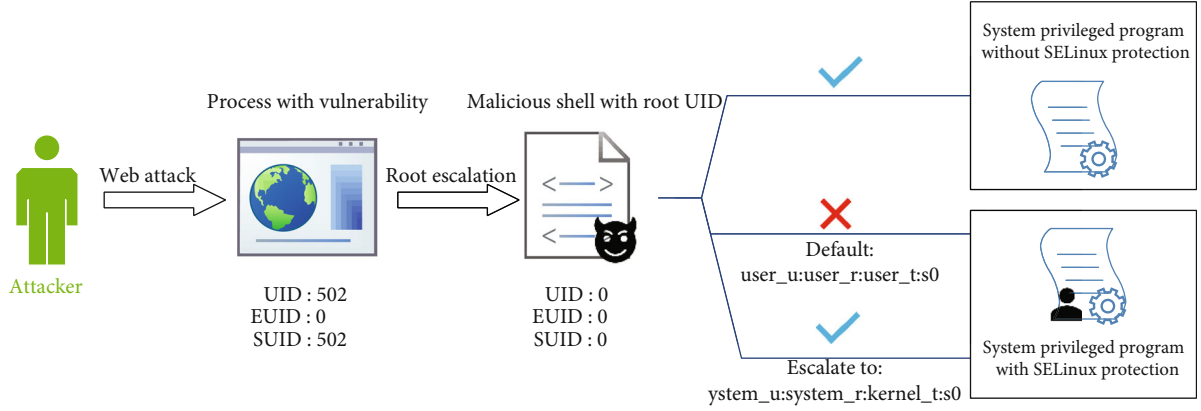 Attacker
Web attack
Process with vulnerability
UID : 502
EUID : 0
SUID : 502
Root escalation
Malicious shell with root UID
UID : 0
EUID : 0
SUID : 0
Default:
user_u:user_r:user_t:s0
Escalate to:
ystem_u:system_r:kernel_t:s0
System privileged program
without SELinux protection
System privileged program
with SELinux protection